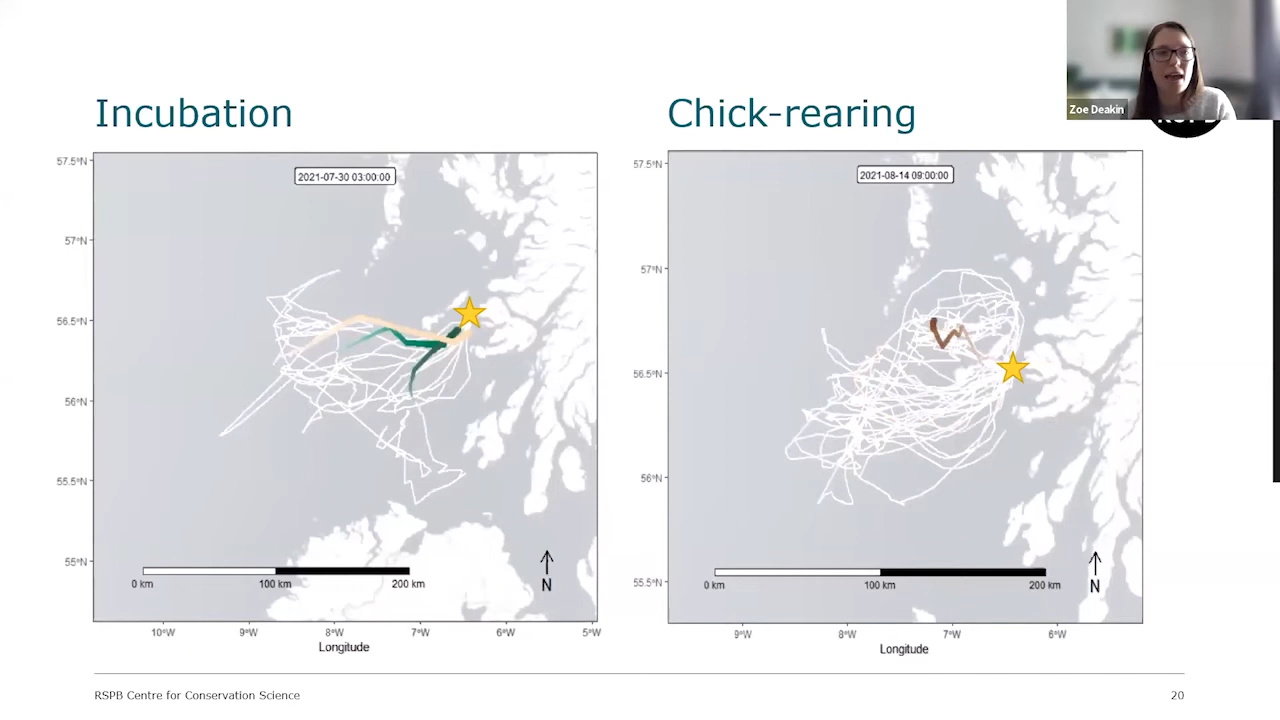 Zoe Deakin
Incubation
Chick-rearing
2021-07-30 03:00:00
57.5°N
57°N
56.5°N
56°N
55.5°N
55°N
0 km
100 km
200 km
N
10°W
9°W
8°W
7°W
6°W
5°W
Longitude
2021-08-14 09:00:00
57.5°N
57°N
56.5°N
56°N
55.5°N
0 km
100 km
200 km
N
9°W
8°W
7°W
6°W
Longitude
RSPB Centre for Conservation Science
20